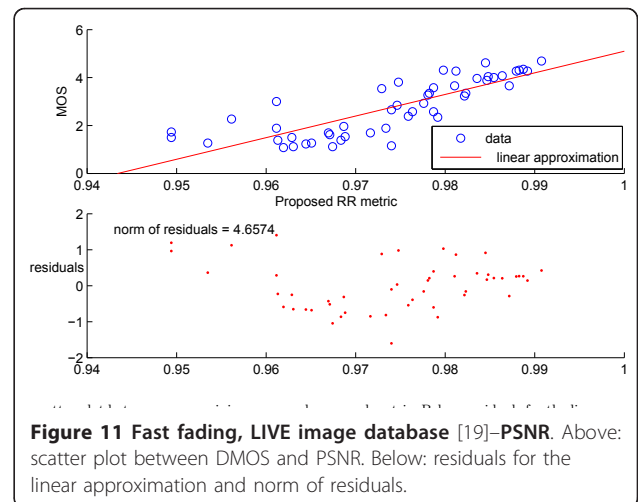 6
4
2
0
MOS
data
linear approximation
0.94 0.95 0.96 0.97 0.98 0.99 1
Proposed RR metric
2
1
0
−1
−2
residuals
norm of residuals = 4.6574
0.94 0.95 0.96 0.97 0.98 0.99 1
Figure 11 Fast fading, LIVE image database [19]–PSNR. Above:
scatter plot between DMOS and PSNR. Below: residuals for the
linear approximation and norm of residuals.